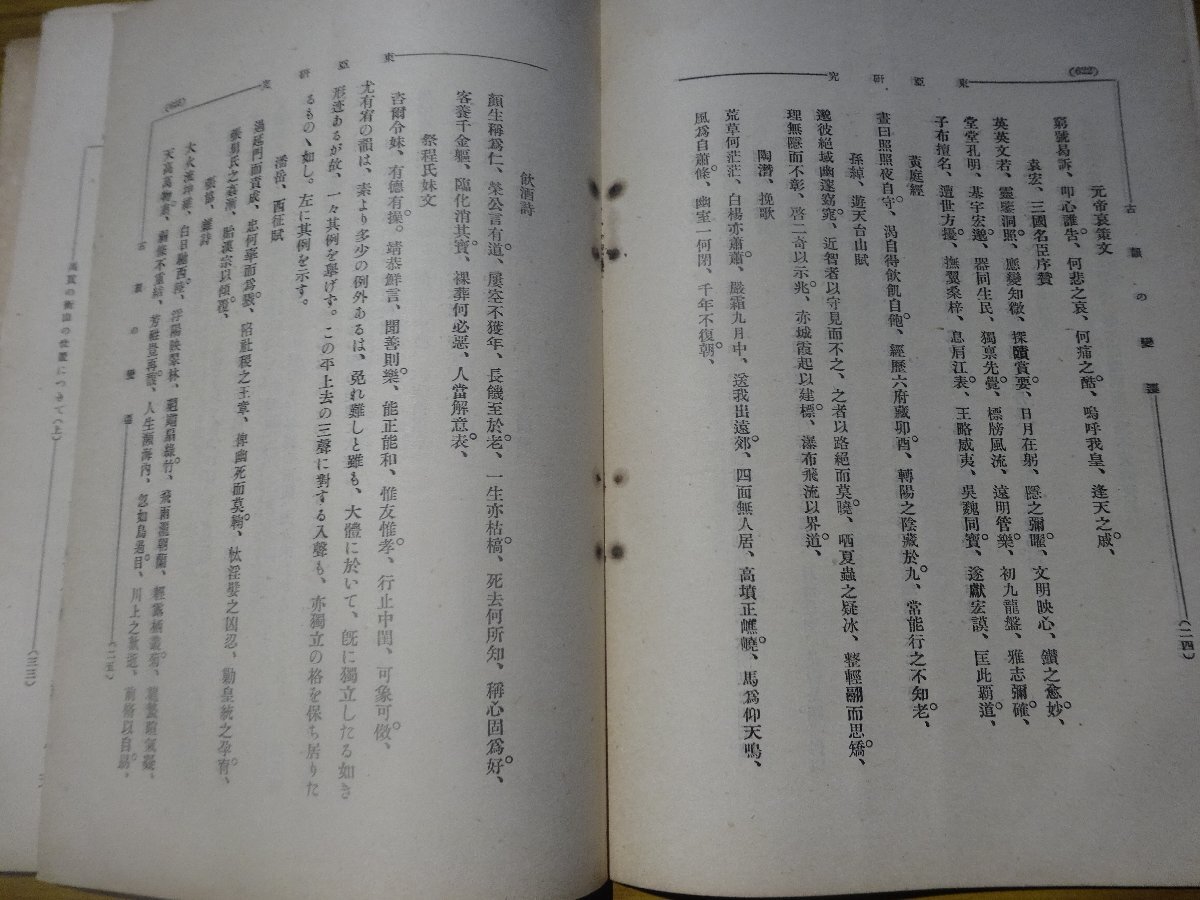 東亞研究
(622)
古韻の變遷
(二四)
元帝哀策文
窮號易訴、叩心誰告。何悲之哀、何痛之酷。嗚呼我皇、逢天之戚、
袁宏、三國名臣序贊
英英文若、靈鑒洞照、應變知微、探賾賞要、日月在躬、隱之彌曜。文明映心、鑽之愈妙。
堂堂孔明、基宇宏邈。器同生民、獨禀先覺。標牓風流、遠明管樂。初九龍盤、雅志彌確、
子布擅名、遭世方擾、撫翼桑梓、息肩江表。王略威夷、吳魏同寶。遂獻宏謨、匡此霸道、
黃庭經
晝日照照夜自守、渴自得飲飢自飽、經歷六府藏卯酉、轉陽之陰藏於九。常能行之不知老、
孫綽、遊天台山賦
邈彼絕域幽邃窈窕、近智者以守見而不之、之者以路絕而莫曉。哂夏蟲之疑冰、整輕翮而思矯。
理無隱而不彰、啓二奇以示兆。赤城霞起以建標、瀑布飛流以界道、
陶潛、挽歌
荒草何茫茫、白楊亦蕭蕭。嚴霜九月中、送我出遠郊。四面無人居、高墳正嶕嶢、馬爲仰天鳴、
風爲自蕭條、幽室一何閉、千年不復朝、
東亞研究
飲酒詩
顏生稱爲仁、榮公言有道。屢空不獲年、長饑至於老、一生亦枯槁、死去何所知、稱心固爲好、
客養千金軀、臨化消其寶。裸葬何必惡、人當解意表、
祭程氏妹文
咨爾令妹、有德有操。靖恭鮮言、聞善則樂、能正能和、惟友惟孝。行止中閨、可象可傚、
尤有宥の韻は、素より多少の例外あるは、免れ難しと雖も、大體に於いて、既に獨立したる如き
形迹あるが故、一々其例を擧げず。この平上去の三聲に對する入聲も、亦獨立の格を保ち居りた
るものゝ如し。左に其例を示す。
潘岳、西征賦
張協、雜詩
古韻の變遷
(二五)
(三三)